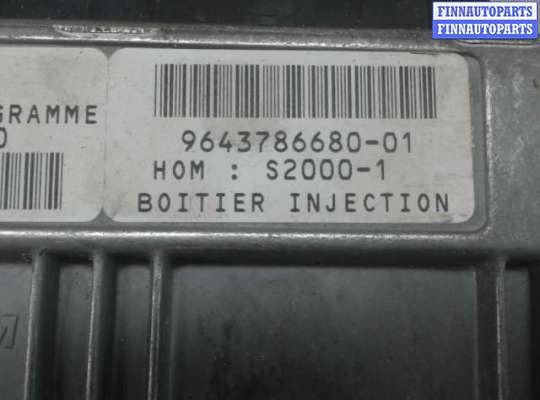 FINNAUTOPARTS
FINNAUTOPARTS
GRAMME
9643786680-01
HOM : S2000-1
BOITIER INJECTION